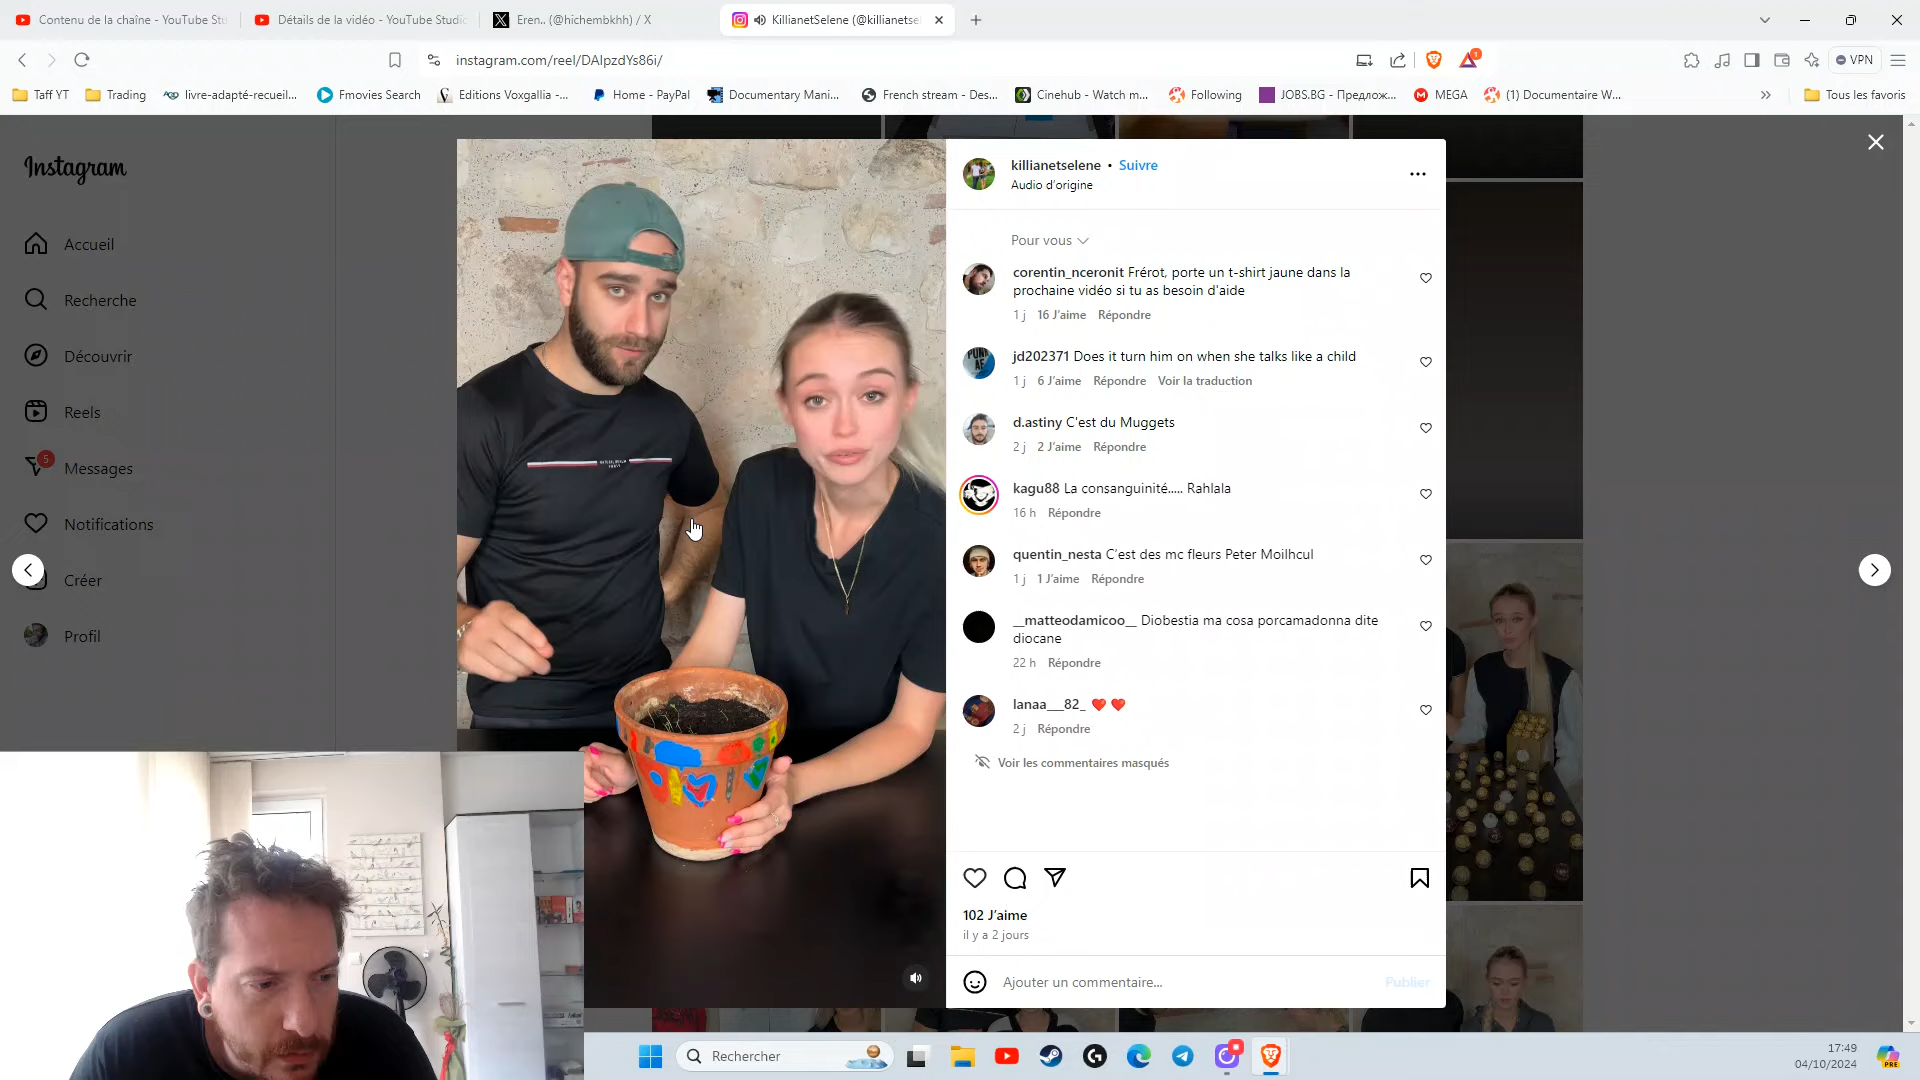 Contenu de la chaîne - YouTube Stu
Détails de la vidéo - YouTube Studio
Eren.. (@hichembkhh) / X
KillianetSelene (@killianetse
instagram.com/reel/DAlpzdYs86i/
1
VPN
Taff YT
Trading
livre-adapté-recueil...
Fmovies Search
Editions Voxgallia -...
Home - PayPal
Documentary Mani...
French stream - Des...
Cinehub - Watch m...
Following
JOBS.BG - Предлож...
MEGA
(1) Documentaire W...
Tous les favoris
Instagram
Accueil
Recherche
Découvrir
Reels
5
Messages
Notifications
Créer
Profil
killianetselene • Suivre
Audio d'origine
Pour vous
corentin_nceronit Frérot, porte un t-shirt jaune dans la
prochaine vidéo si tu as besoin d'aide
1 j 16 J'aime Répondre
jd202371 Does it turn him on when she talks like a child
1 j 6 J'aime Répondre Voir la traduction
d.astiny C'est du Muggets
2 j 2 J'aime Répondre
kagu88 La consanguinité..... Rahlala
16 h Répondre
quentin_nesta C'est des mc fleurs Peter Moilhcul
1 j 1 J'aime Répondre
__matteodamicoo__ Diobestia ma cosa porcamadonna dite
diocane
22 h Répondre
lanaa___82_ ❤️ ❤️
2 j Répondre
Voir les commentaires masqués
102 J'aime
il y a 2 jours
Ajouter un commentaire...
Publier
Rechercher
17:49
04/10/2024
PRE